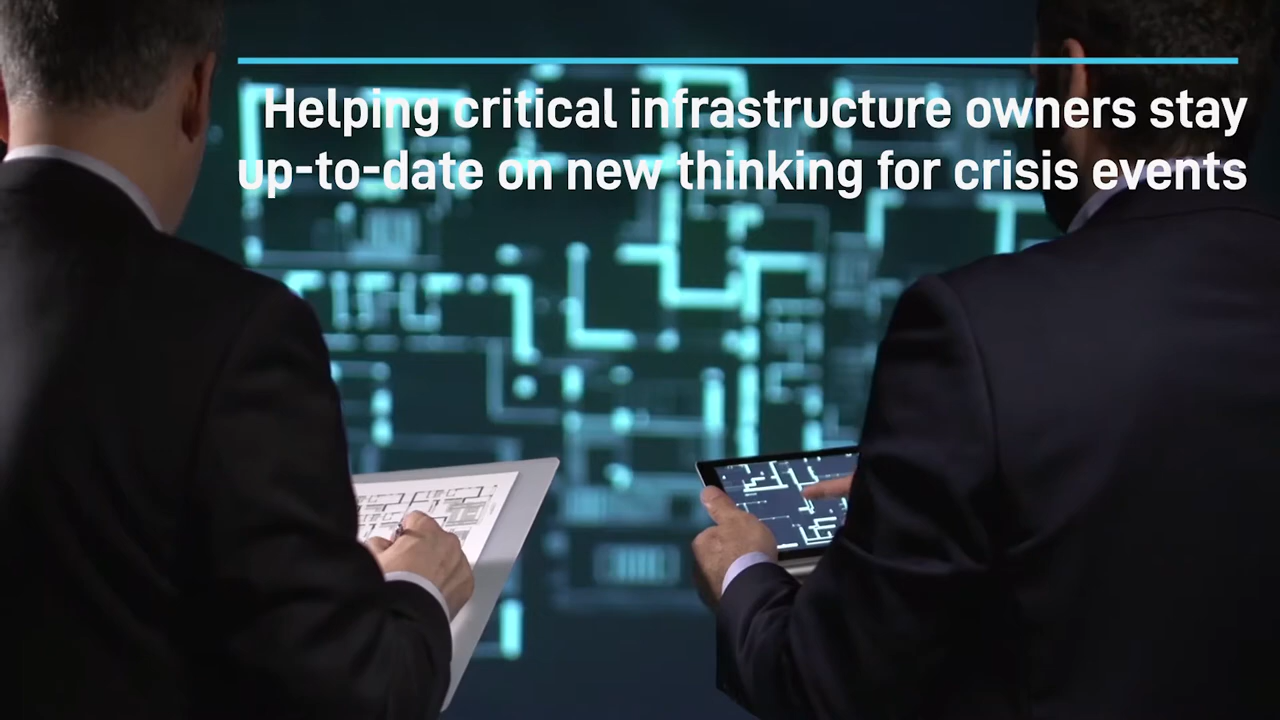 Helping critical infrastructure owners stay
up-to-date on new thinking for crisis events